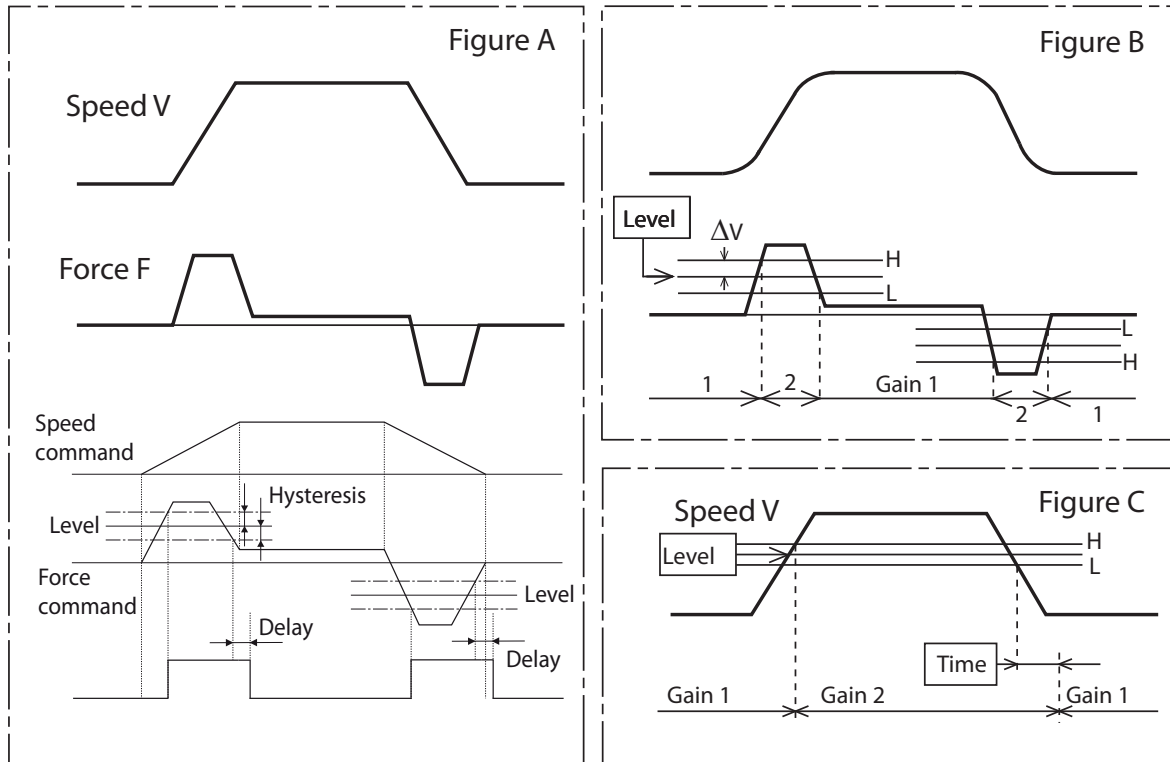 Figure A
Speed V
Force F
Speed
command
Hysteresis
Level
Force
command
Level
Delay
Delay
Figure B
Level
ΔV
H
L
L
H
1
2
Gain 1
2
1
Figure C
Speed V
H
Level
L
Time
Gain 1
Gain 2
Gain 1